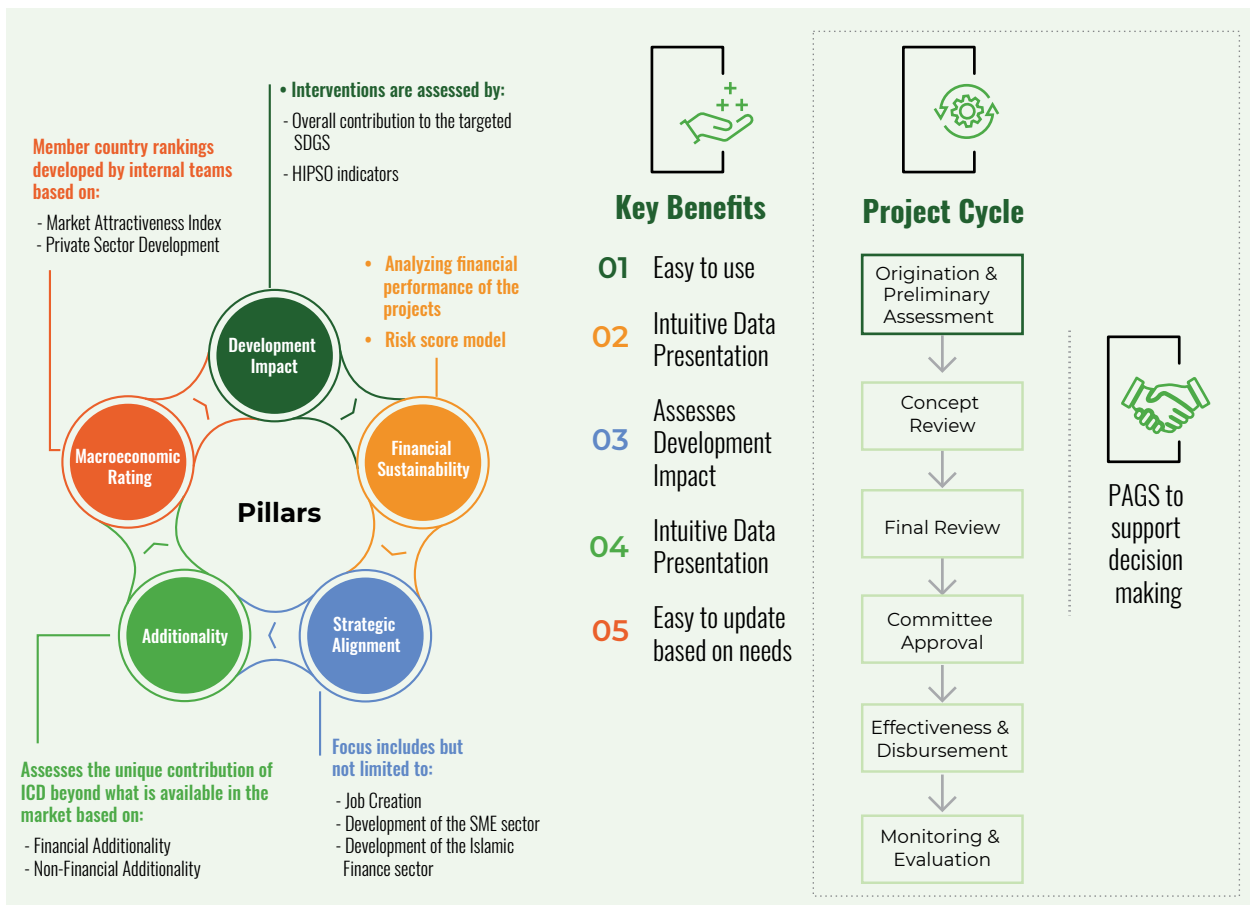 • Interventions are assessed by:
- Overall contribution to the targeted
SDGS
- HIPSO indicators
Member country rankings
developed by internal teams
based on:
- Market Attractiveness Index
- Private Sector Development
• Analyzing financial
performance of the
projects
• Risk score model
Development
Impact
Macroeconomic
Rating
Financial
Sustainability
Pillars
Additionality
Strategic
Alignment
Assesses the unique contribution of
ICD beyond what is available in the
market based on:
- Financial Additionality
- Non-Financial Additionality
Focus includes but
not limited to:
- Job Creation
- Development of the SME sector
- Development of the Islamic
Finance sector
Key Benefits
01 Easy to use
02 Intuitive Data
Presentation
03 Assesses
Development
Impact
04 Intuitive Data
Presentation
05 Easy to update
based on needs
Project Cycle
Origination &
Preliminary
Assessment
Concept
Review
Final Review
Committee
Approval
Effectiveness &
Disbursement
Monitoring &
Evaluation
PAGS to
support
decision
making